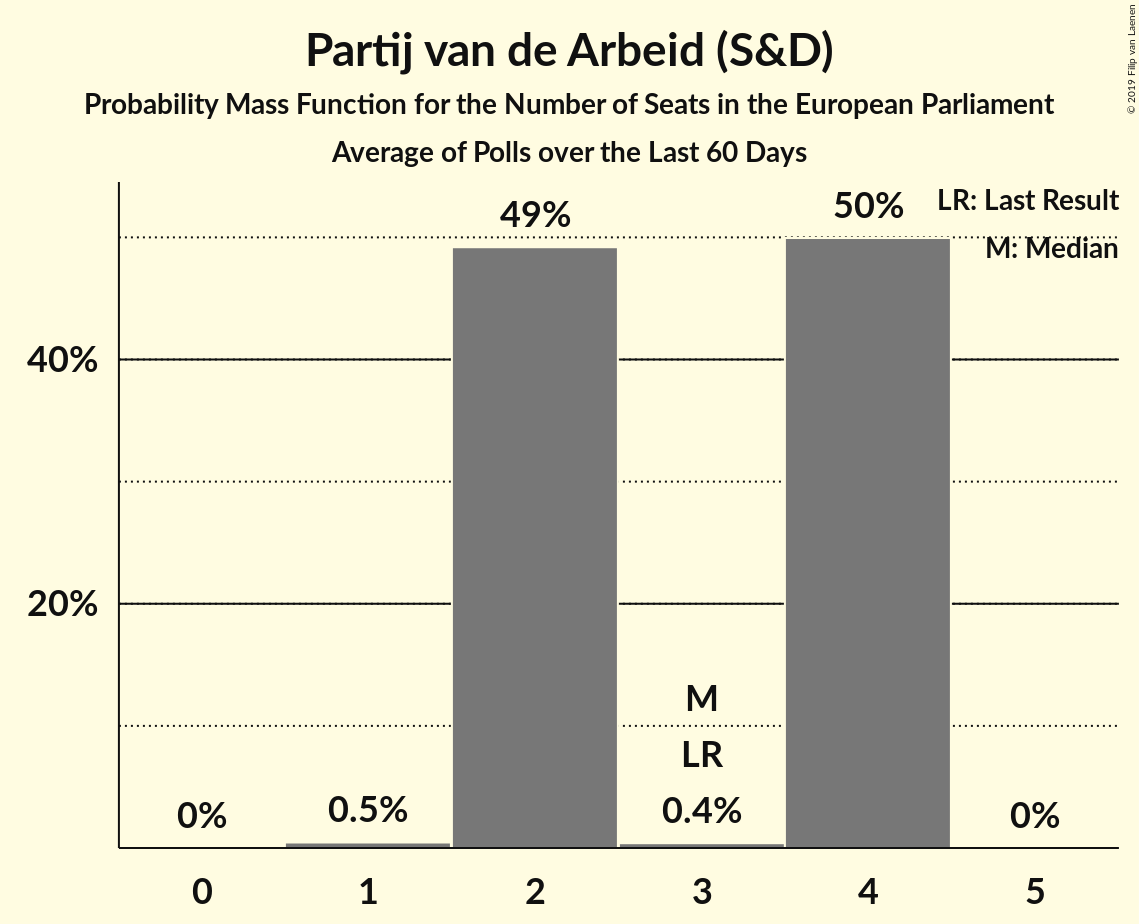 Partij van de Arbeid (S&D)
Probability Mass Function for the Number of Seats in the European Parliament
Average of Polls over the Last 60 Days
© 2019 Filip van Laenen
LR: Last Result
M: Median
49%
50%
40%
20%
M
LR
0%
0.5%
0.4%
0%
0
1
2
3
4
5